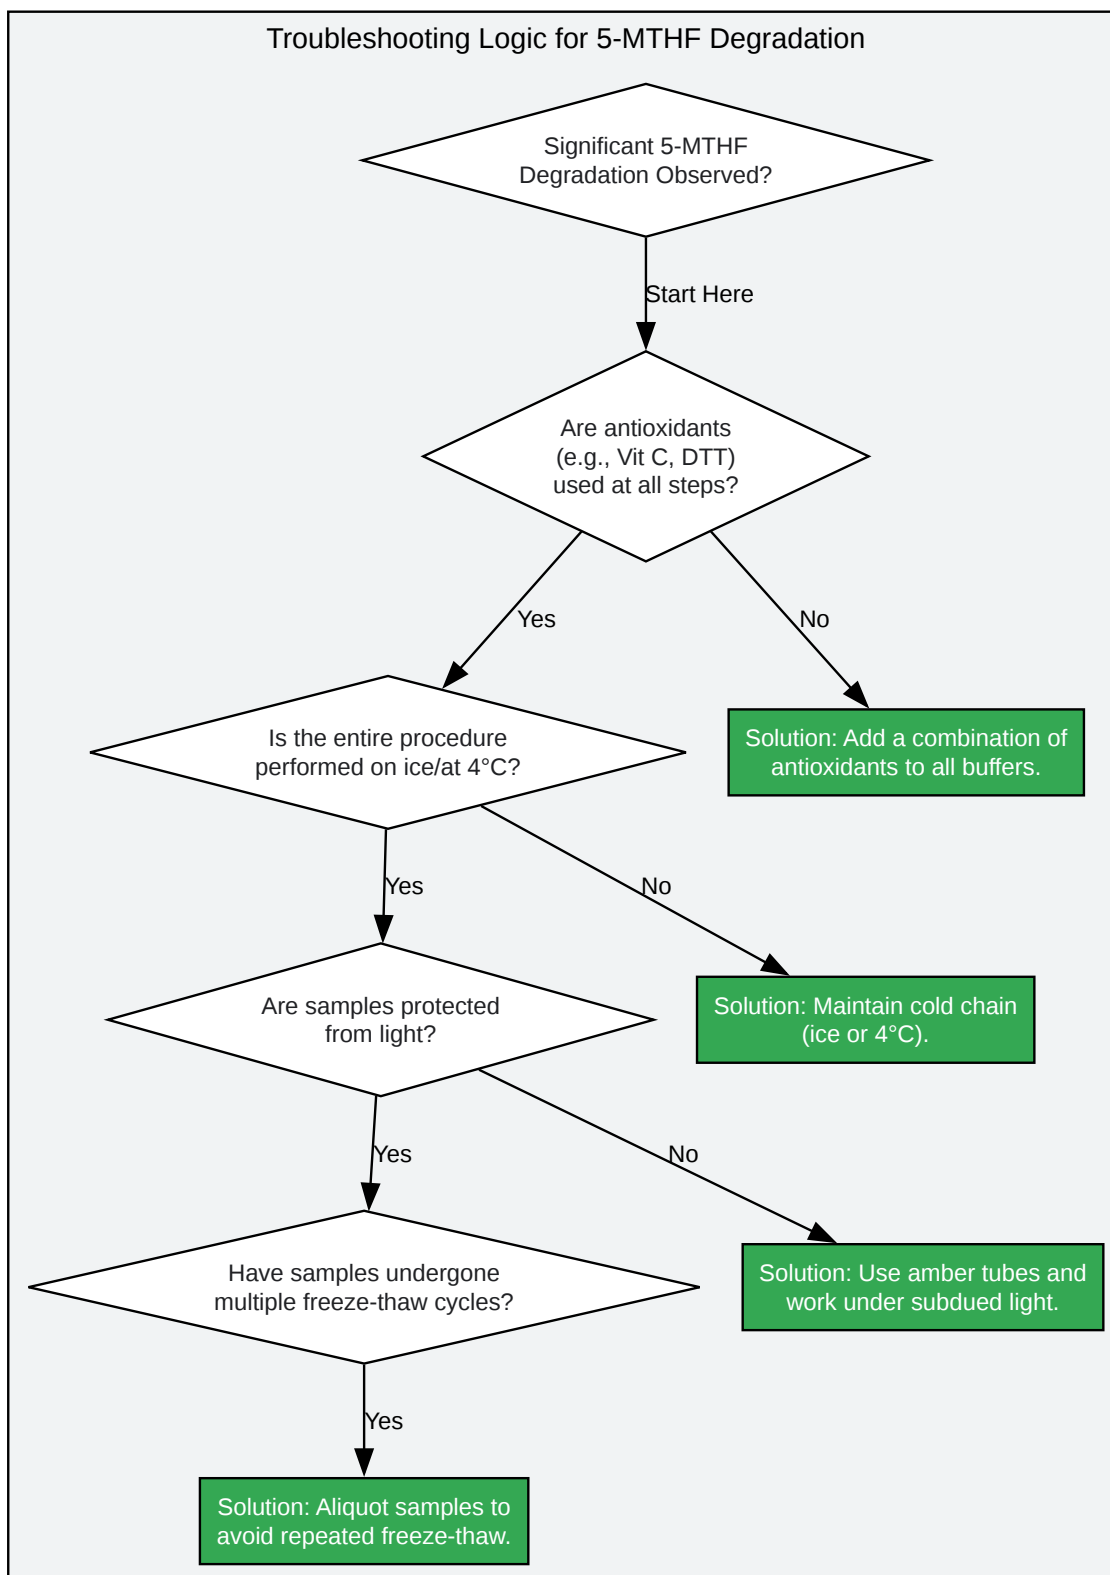 Troubleshooting Logic for 5-MTHF Degradation
Significant 5-MTHF
Degradation Observed?
Start Here
Are antioxidants
(e.g., Vit C, DTT)
used at all steps?
Yes
No
Is the entire procedure
performed on ice/at 4°C?
Solution: Add a combination of
antioxidants to all buffers.
Yes
No
Are samples protected
from light?
Solution: Maintain cold chain
(ice or 4°C).
Yes
No
Have samples undergone
multiple freeze-thaw cycles?
Solution: Use amber tubes and
work under subdued light.
Yes
Solution: Aliquot samples to
avoid repeated freeze-thaw.